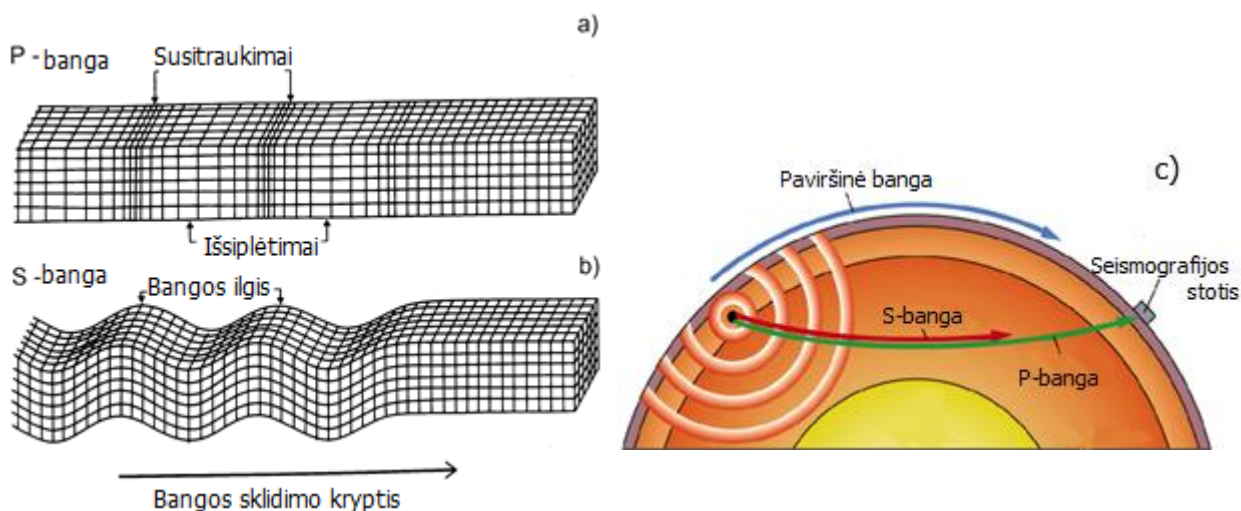 a)
P - banga
Susitraukimai
Išsiplėtimai
S -banga
b)
Bangos ilgis
Bangos sklidimo kryptis
c)
Paviršinė banga
Seismografijos
stotis
S-banga
P-banga